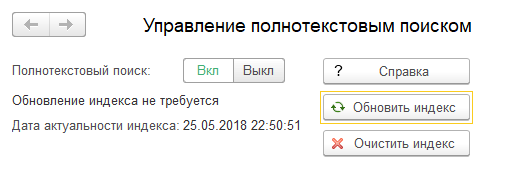 Управление полнотекстовым поиском
Полнотекстовый поиск: Вкл Выкл ? Справка
Обновление индекса не требуется Обновить индекс
Дата актуальности индекса: 25.05.2018 22:50:51
Очистить индекс